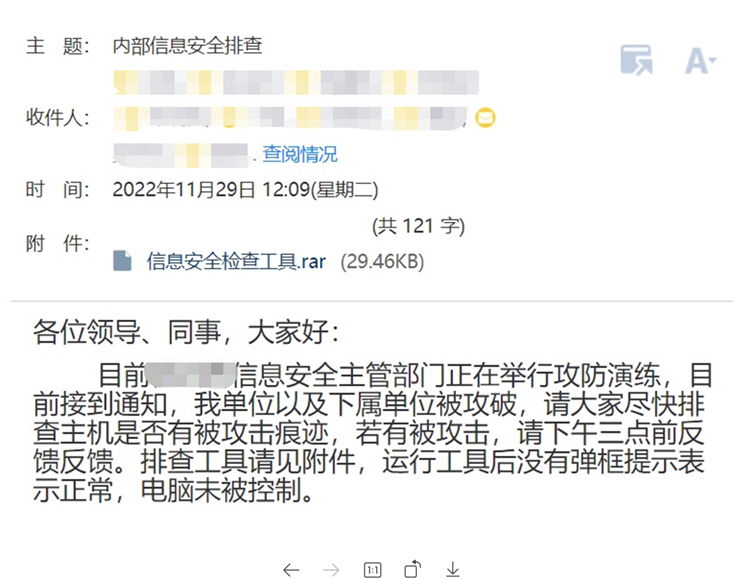 主 题： 内部信息安全排查
A
收件人：
查阅情况
时 间： 2022年11月29日 12:09(星期二)
(共 121 字)
附 件：
信息安全检查工具.rar (29.46KB)
各位领导、同事，大家好：
目前信息安全主管部门正在举行攻防演练，目
前接到通知，我单位以及下属单位被攻破，请大家尽快排
查主机是否有被攻击痕迹，若有被攻击，请下午三点前反
馈反馈。排查工具请见附件，运行工具后没有弹框提示表
示正常，电脑未被控制。
1:1